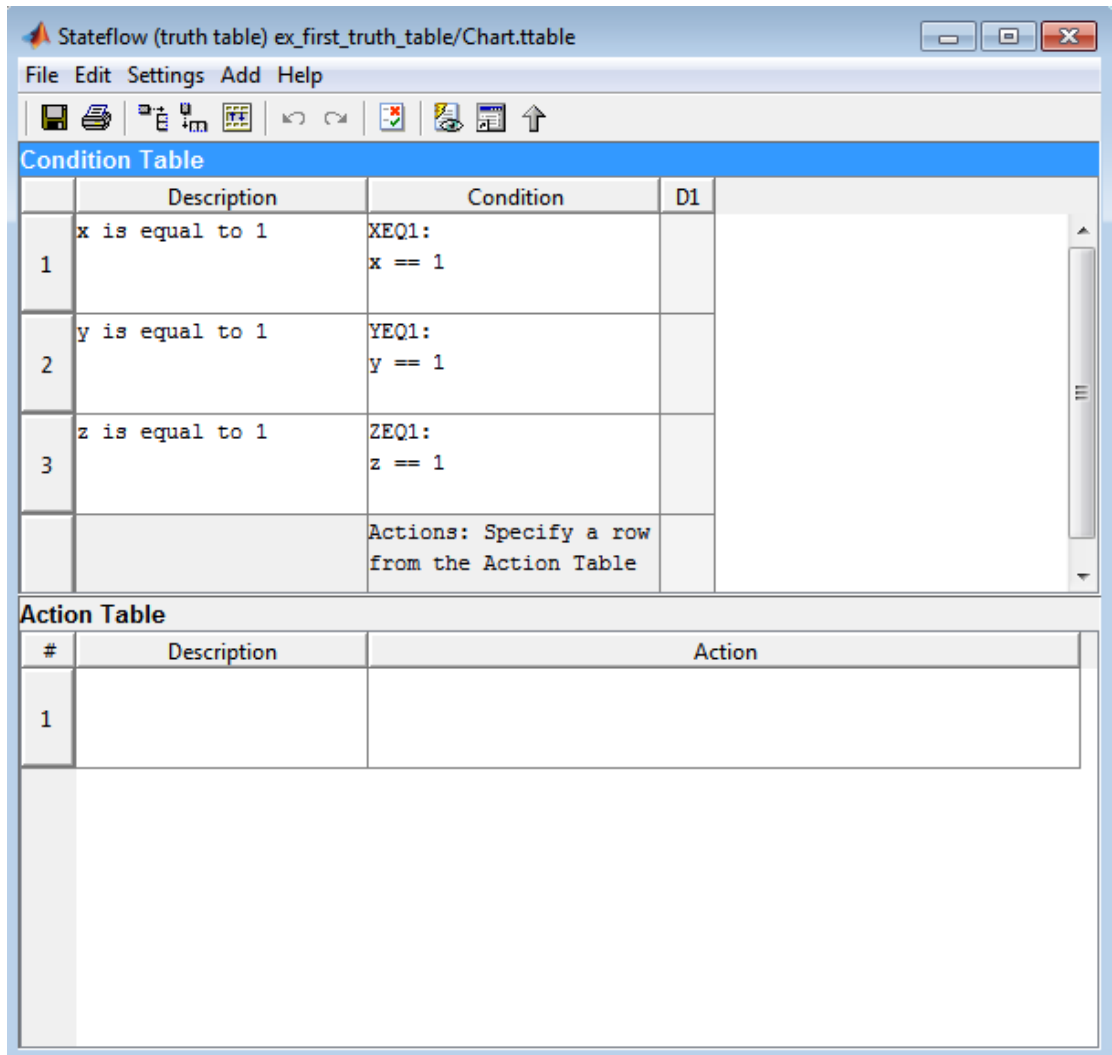 Stateflow (truth table) ex_first_truth_table/Chart.ttable
File Edit Settings Add Help
Condition Table
Description Condition D1
1 x is equal to 1 XEQ1:
x == 1
2 y is equal to 1 YEQ1:
y == 1
3 z is equal to 1 ZEQ1:
z == 1
Actions: Specify a row
from the Action Table
Action Table
# Description Action
1